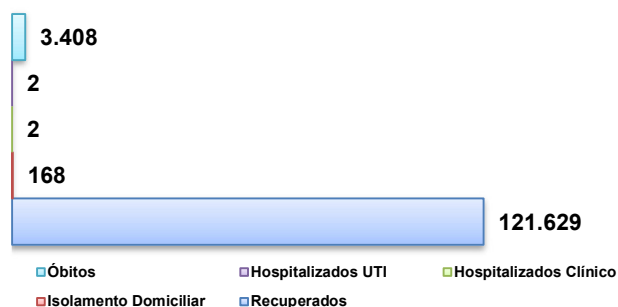 3.408
2
2
168
121.629
Óbitos Hospitalizados UTI Hospitalizados Clínico
Isolamento Domiciliar Recuperados